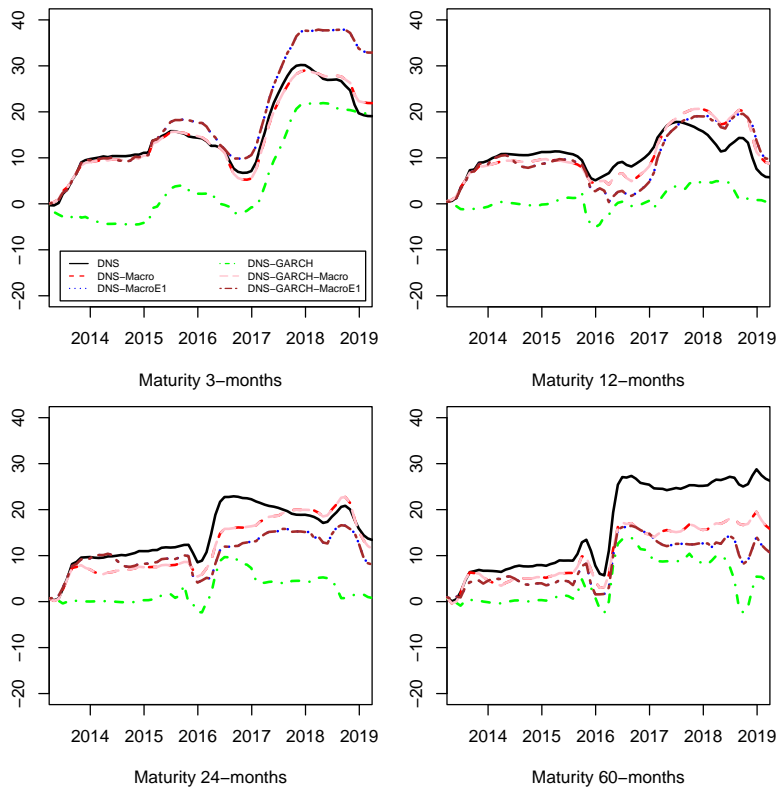 40
30
20
10
0
−10
−20
DNS
DNS−Macro
DNS−MacroE1
DNS−GARCH
DNS−GARCH−Macro
DNS−GARCH−MacroE1
2014 2015 2016 2017 2018 2019
Maturity 3−months
40
30
20
10
0
−10
−20
2014 2015 2016 2017 2018 2019
Maturity 12−months
40
30
20
10
0
−10
−20
2014 2015 2016 2017 2018 2019
Maturity 24−months
40
30
20
10
0
−10
−20
2014 2015 2016 2017 2018 2019
Maturity 60−months